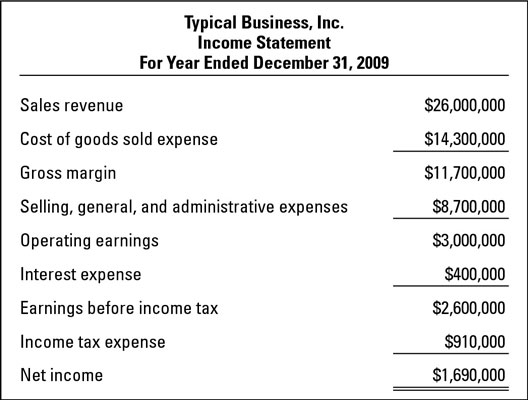 Typical Business, Inc.
Income Statement
For Year Ended December 31, 2009
Sales revenue $26,000,000
Cost of goods sold expense $14,300,000
Gross margin $11,700,000
Selling, general, and administrative expenses $8,700,000
Operating earnings $3,000,000
Interest expense $400,000
Earnings before income tax $2,600,000
Income tax expense $910,000
Net income $1,690,000